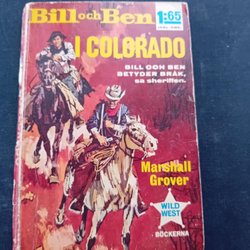 Bill och Ben
1:65
I COLORADO
BILL OCH BEN
BETYDER BRÅK,
sa sheriffen.
Marshall
Grover
WILD
WEST
BÖCKERNA